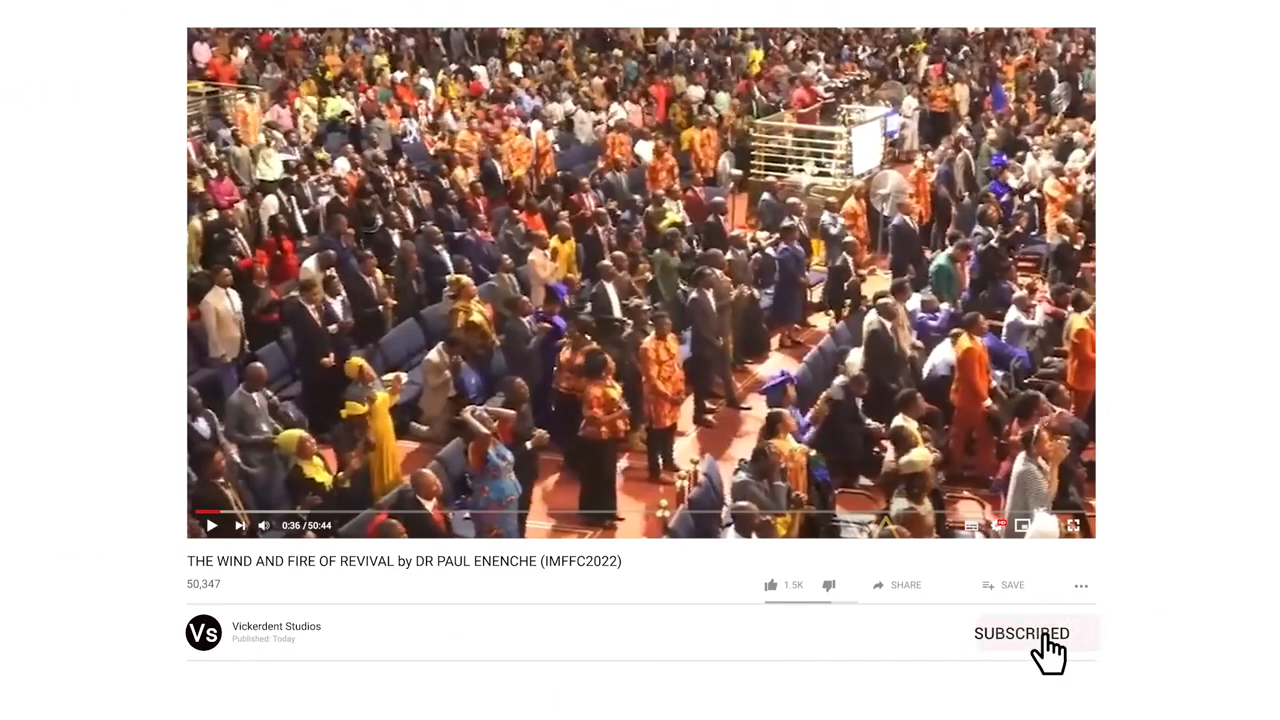 HD
0:36 / 50:44
THE WIND AND FIRE OF REVIVAL by DR PAUL ENENCHE (IMFFC2022)
50,347
1.5K
SHARE
SAVE
Vs
Vickerdent Studios
Published: Today
SUBSCRIBED